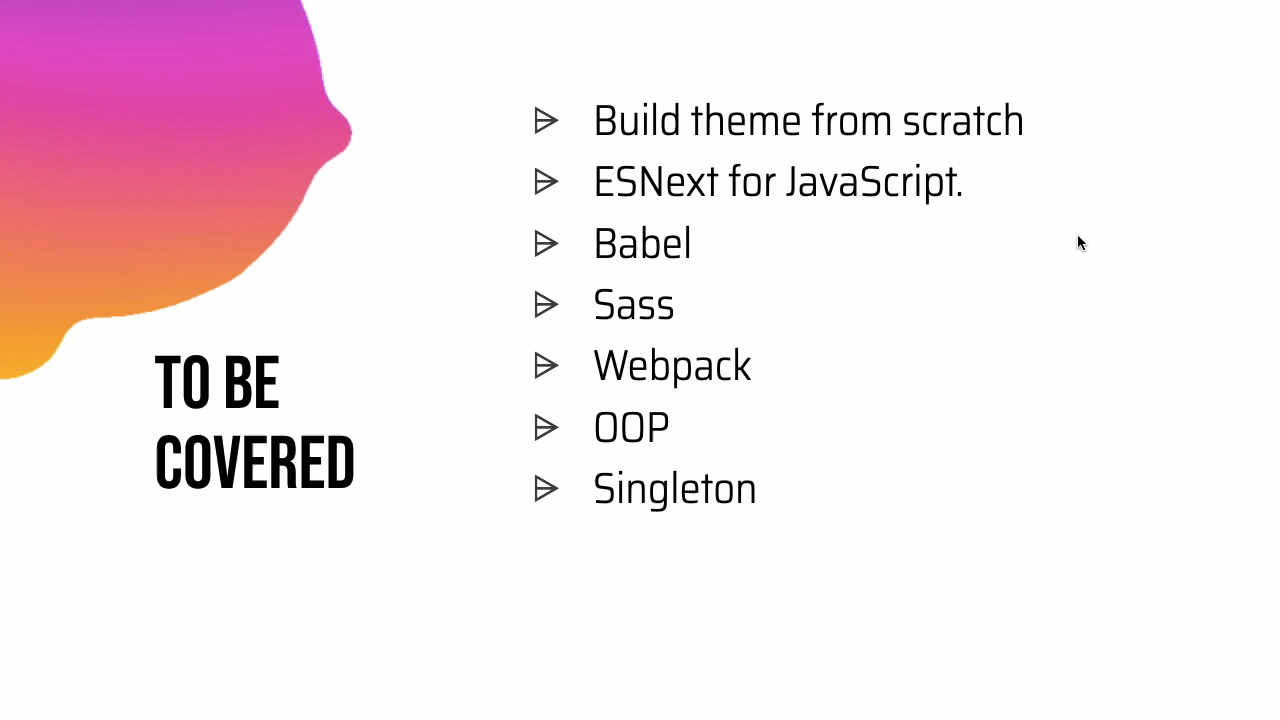 TO BE
COVERED
Build theme from scratch
ESNext for JavaScript.
Babel
Sass
Webpack
OOP
Singleton